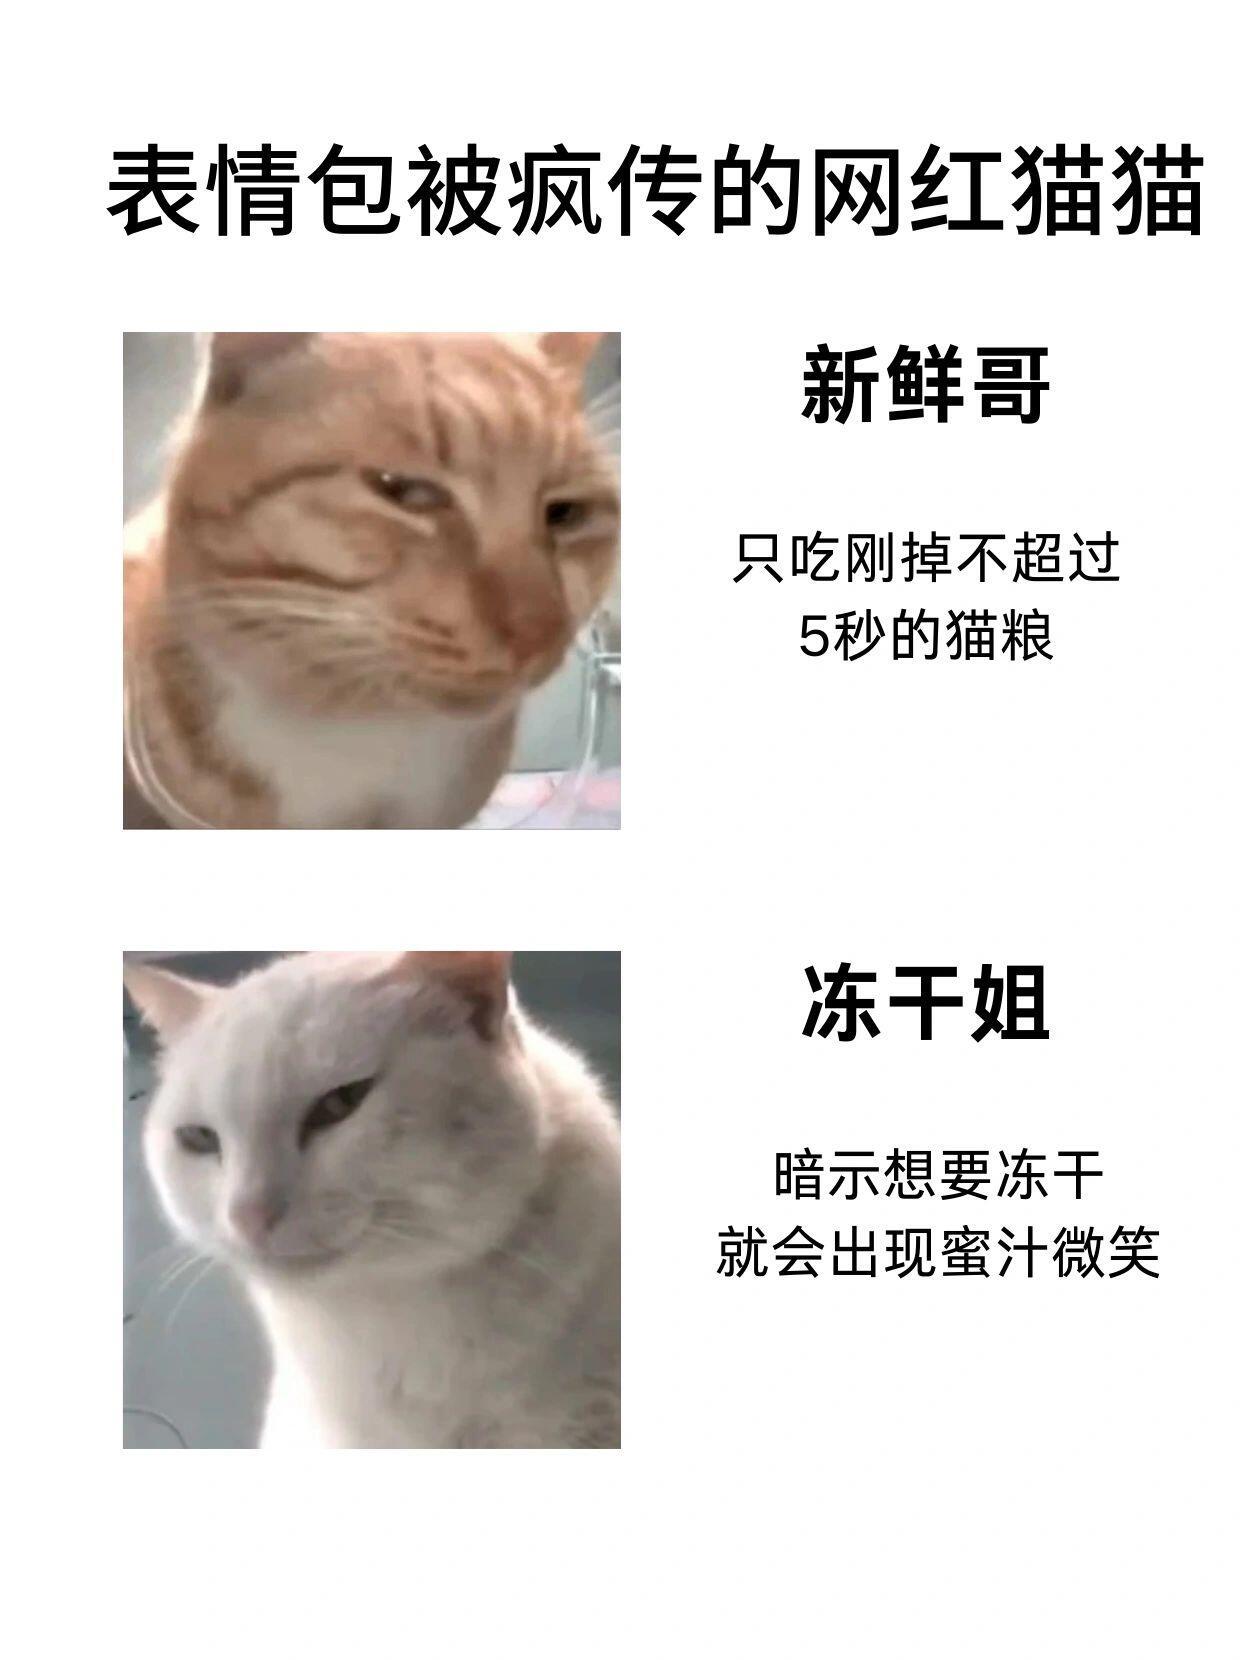 表情包被疯传的网红猫猫
新鲜哥
只吃刚掉不超过
5秒的猫粮
冻干姐
暗示想要冻干
就会出现蜜汁微笑